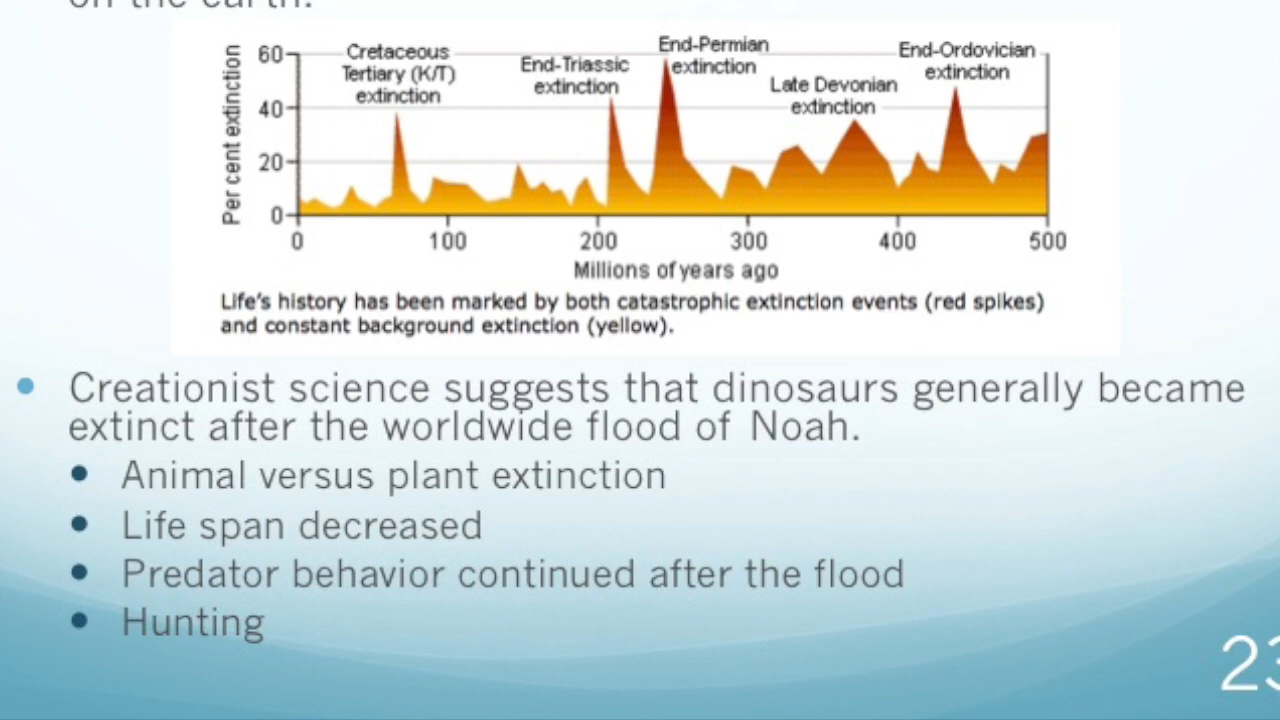 on the earth.
Per cent extinction
60
40
20
0
Cretaceous
Tertiary (K/T)
extinction
End-Triassic
extinction
End-Permian
extinction
Late Devonian
extinction
End-Ordovician
extinction
0 100 200 300 400 500
Millions of years ago
Life's history has been marked by both catastrophic extinction events (red spikes)
and constant background extinction (yellow).
• Creationist science suggests that dinosaurs generally became
extinct after the worldwide flood of Noah.
• Animal versus plant extinction
• Life span decreased
• Predator behavior continued after the flood
• Hunting
23